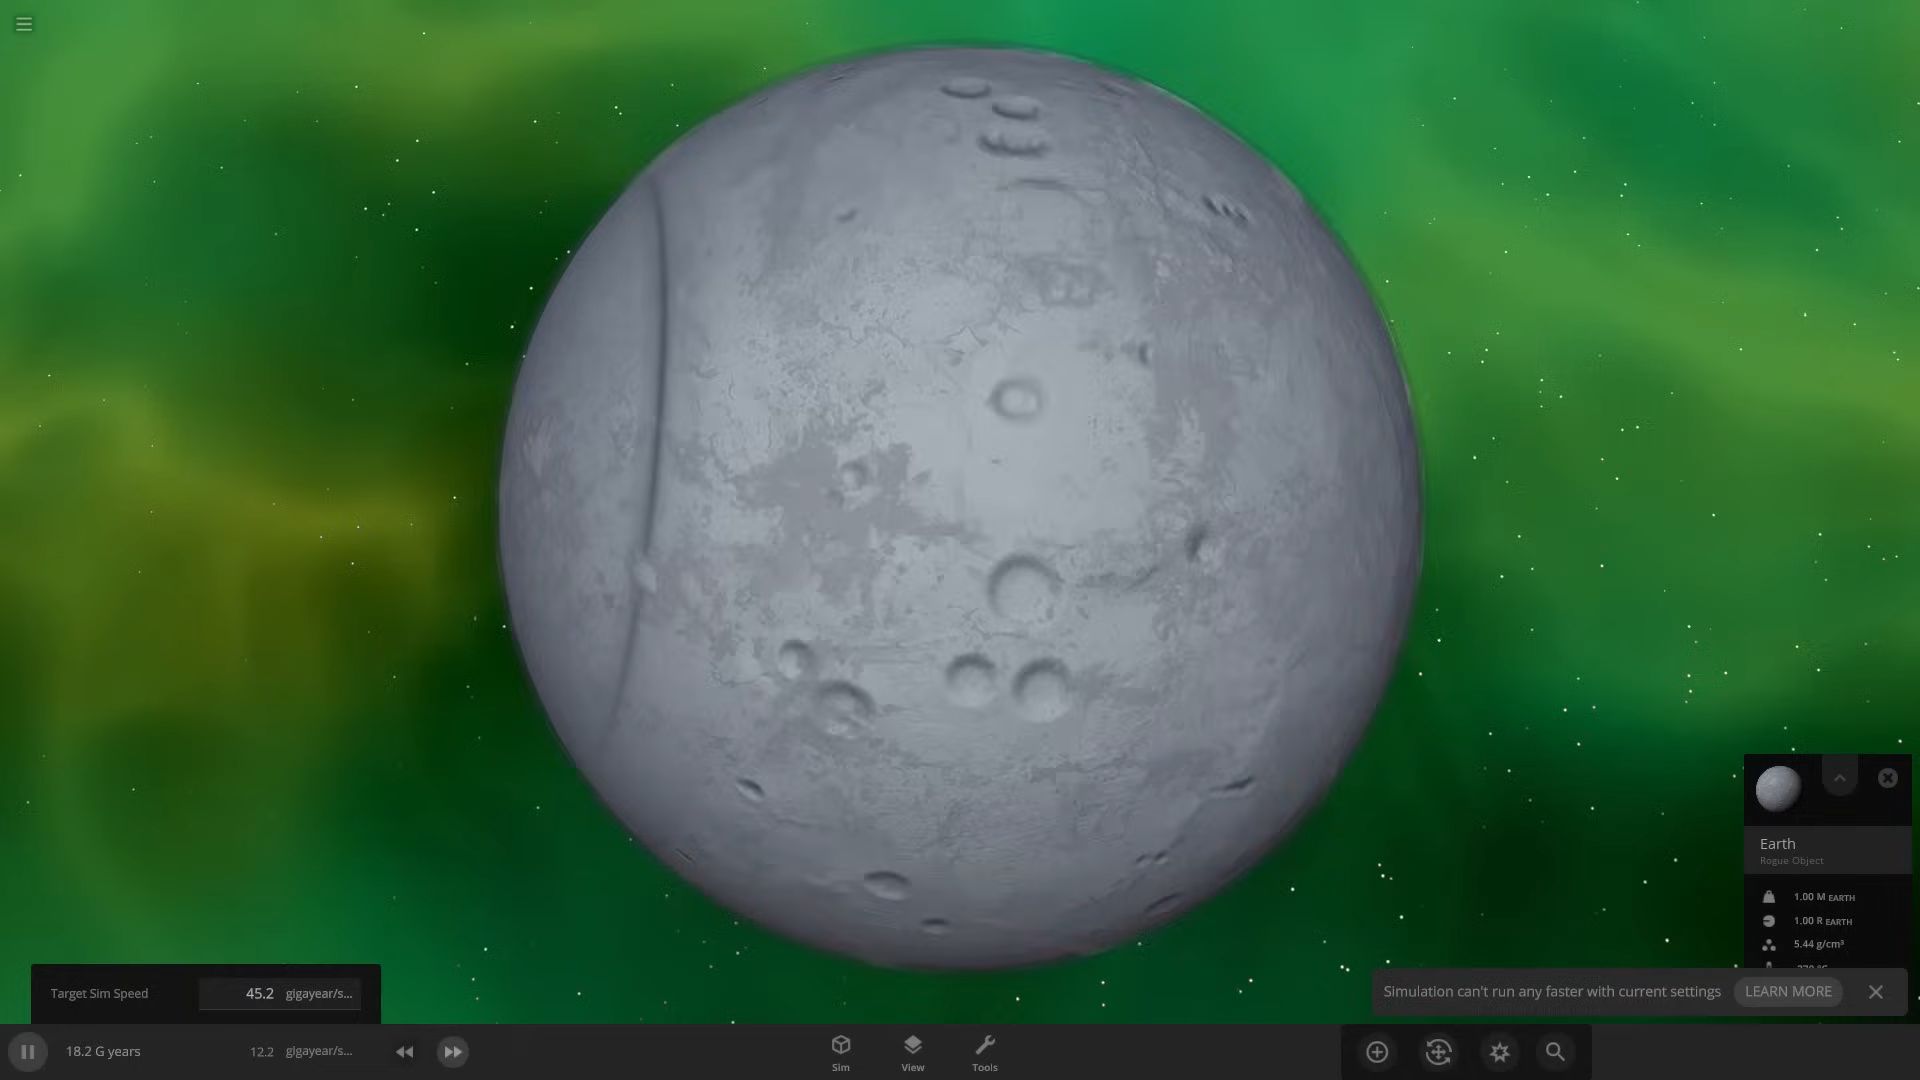 Earth
Rogue Object
1.00 M EARTH
1.00 R EARTH
5.44 g/cm³
Target Sim Speed 45.2 gigayear/s...
Simulation can't run any faster with current settings LEARN MORE
18.2 G years 12.2 gigayear/s...
Sim View Tools